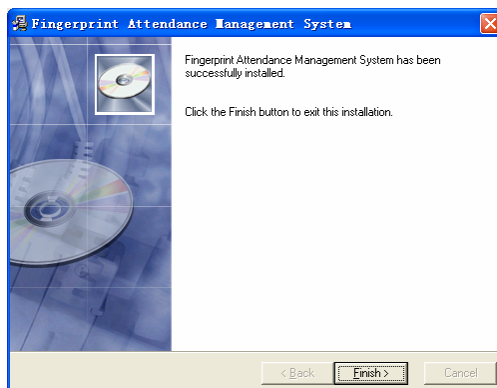 Fingerprint Attendance Management System
Fingerprint Attendance Management System has been
successfully installed.
Click the Finish button to exit this installation.
< Back
Finish >
Cancel